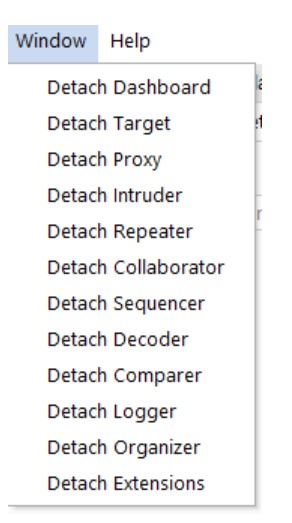 Window Help
Detach Dashboard
Detach Target
Detach Proxy
Detach Intruder
Detach Repeater
Detach Collaborator
Detach Sequencer
Detach Decoder
Detach Comparer
Detach Logger
Detach Organizer
Detach Extensions